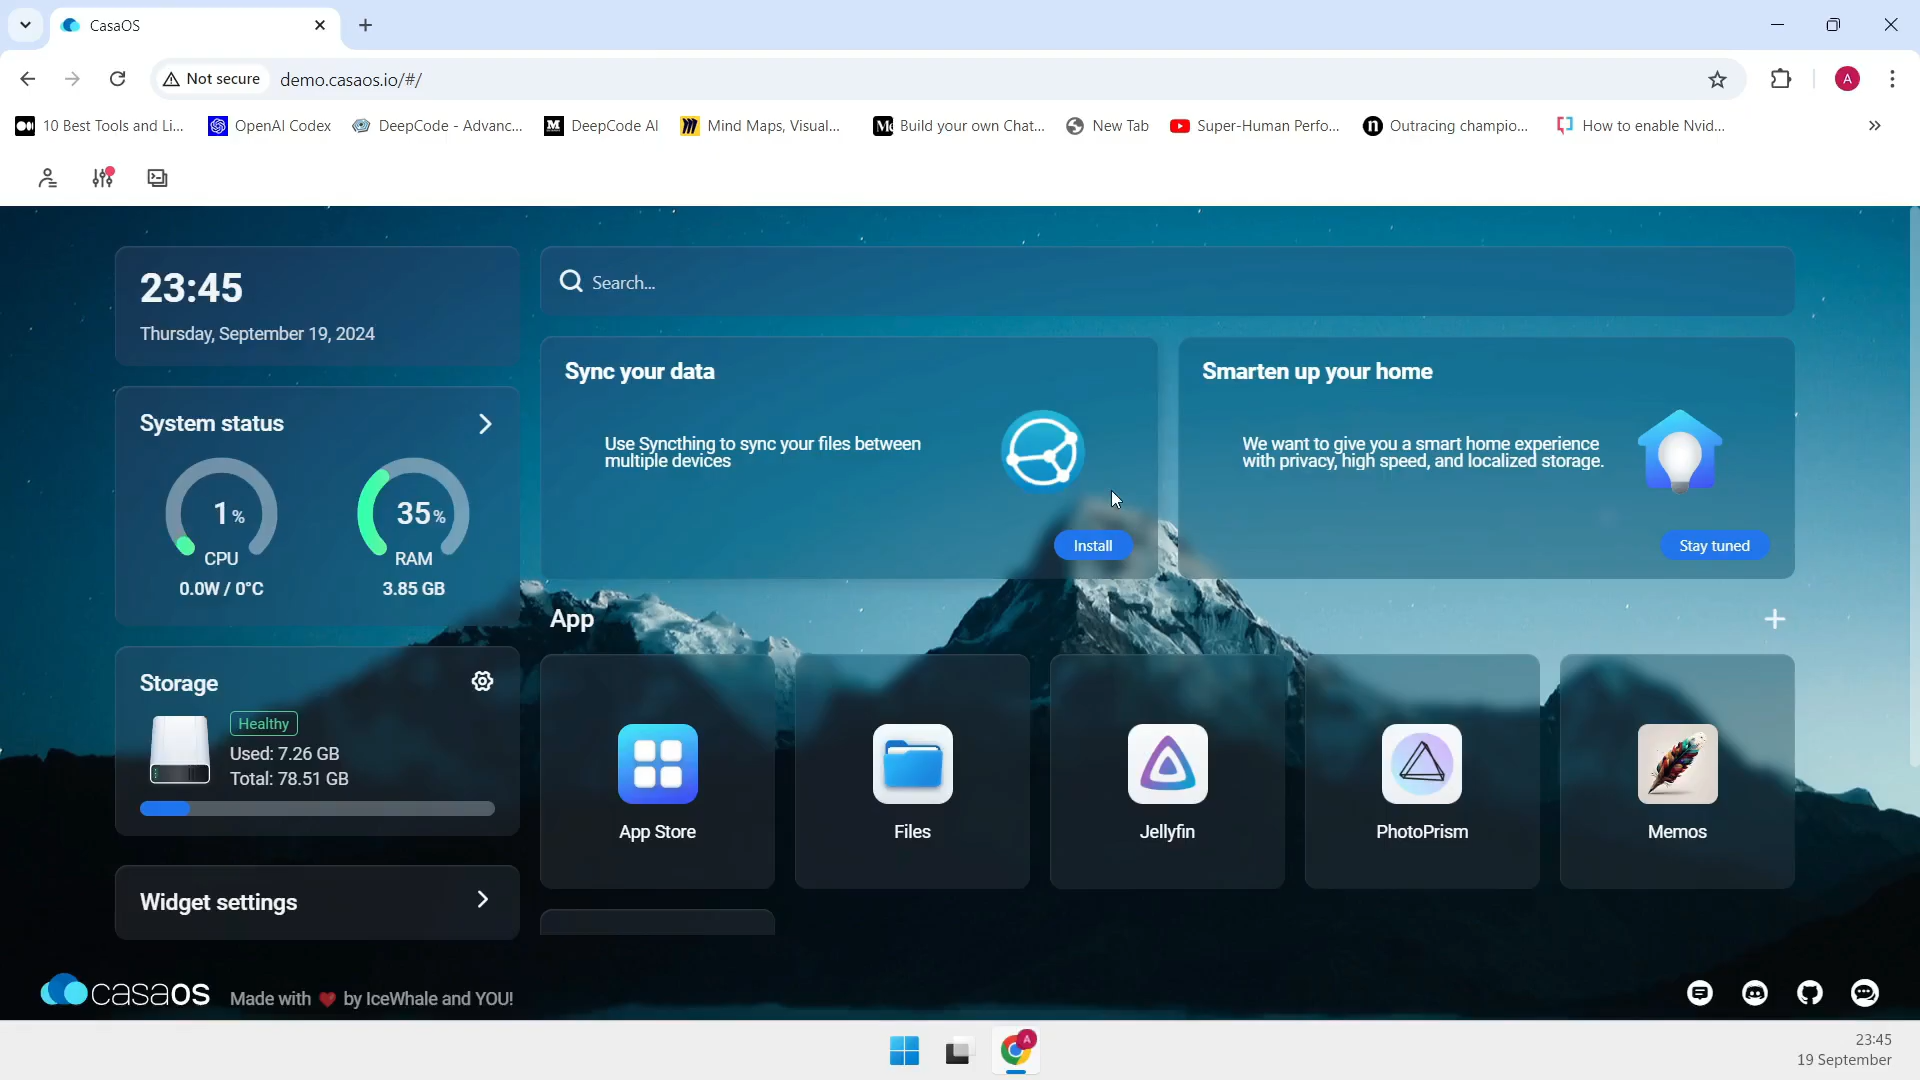 CasaOS
Not secure
demo.casaos.io/#/
A
10 Best Tools and Li...
OpenAI Codex
DeepCode - Advanc...
DeepCode AI
Mind Maps, Visual...
Build your own Chat...
New Tab
Super-Human Perfo...
Outracing champio...
How to enable Nvid...
23:45
Thursday, September 19, 2024
Search...
System status
1%
CPU
0.0W / 0°C
35%
RAM
3.85 GB
Sync your data
Use Syncthing to sync your files between
multiple devices
Install
Smarten up your home
We want to give you a smart home experience
with privacy, high speed, and localized storage.
Stay tuned
Storage
Healthy
Used: 7.26 GB
Total: 78.51 GB
App
App Store
Files
Jellyfin
PhotoPrism
Memos
Widget settings
casaos
Made with ❤ by IceWhale and YOU!
A
23:45
19 September